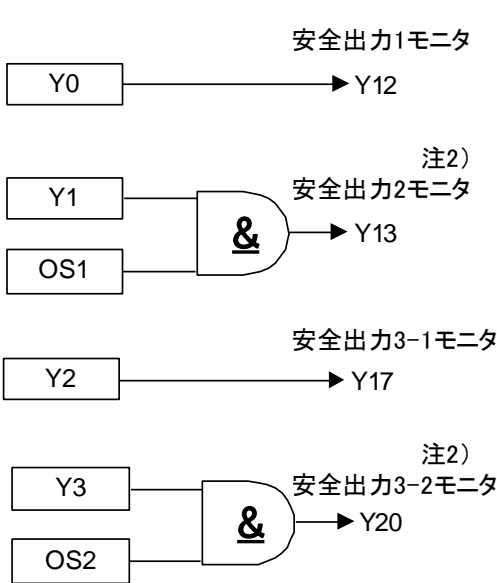 安全出力1モニタ
Y0
Y12
注2）
安全出力2モニタ
Y1
&
Y13
OS1
安全出力3-1モニタ
Y2
Y17
注2）
安全出力3-2モニタ
Y3
&
Y20
OS2